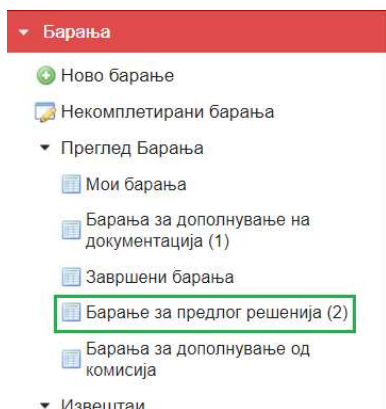 Барања
Ново барање
Некомплетирани барања
Преглед Барања
Мои барања
Барања за дополнување на
документација (1)
Завршени барања
Барање за предлог решенија (2)
Барања за дополнување од
комисија
Извештаи